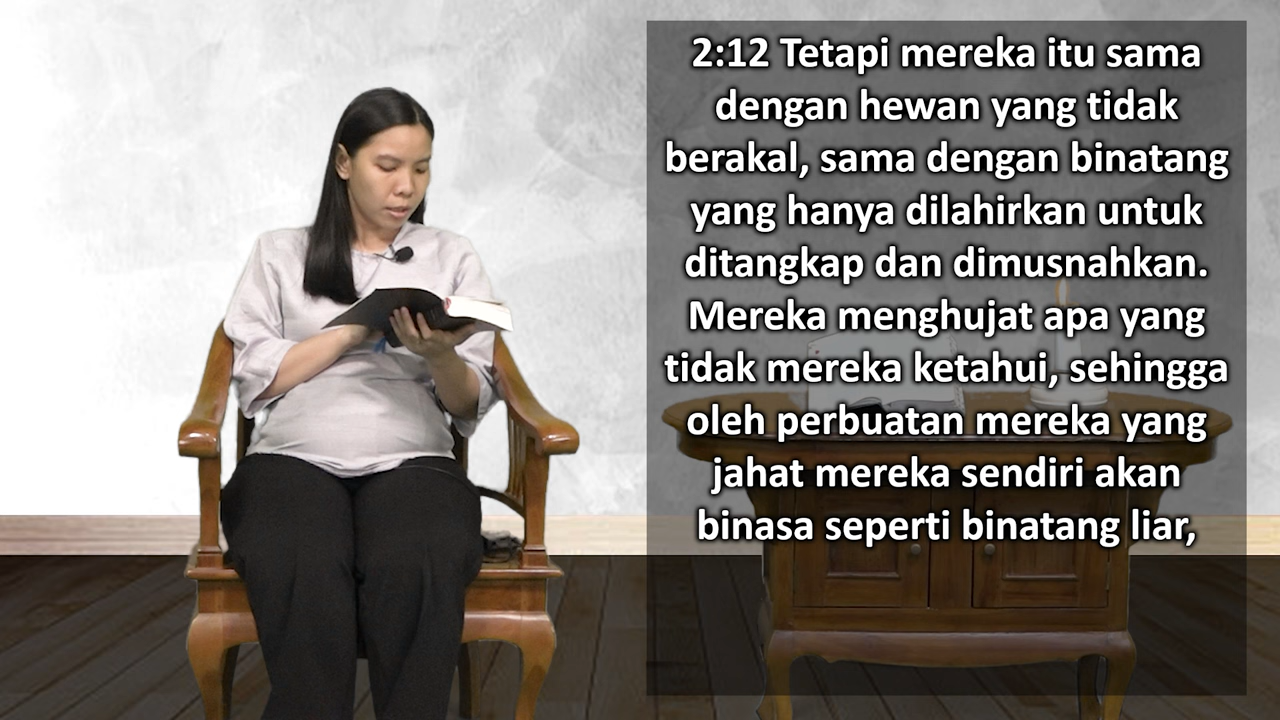 2:12 Tetapi mereka itu sama
dengan hewan yang tidak
berakal, sama dengan binatang
yang hanya dilahirkan untuk
ditangkap dan dimusnahkan.
Mereka menghujat apa yang
tidak mereka ketahui, sehingga
oleh perbuatan mereka yang
jahat mereka sendiri akan
binasa seperti binatang liar,